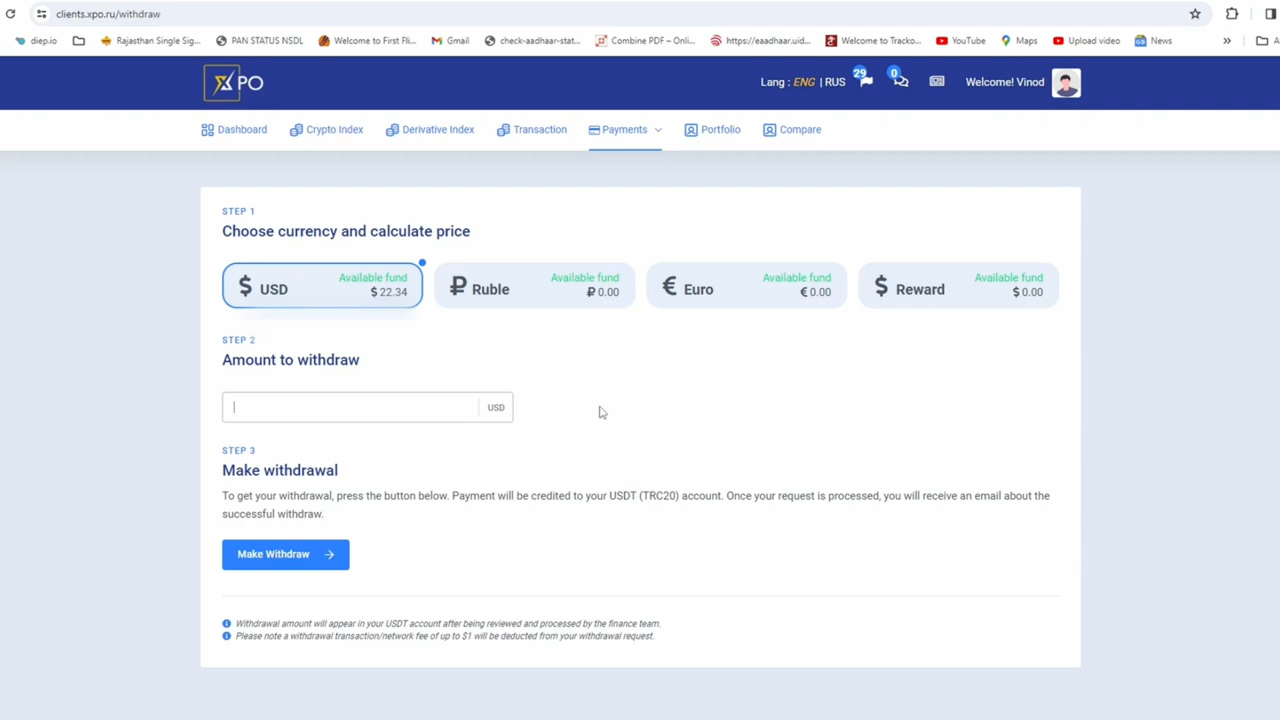 clients.xpo.ru/withdraw
diep.io
Rajasthan Single Sig...
PAN STATUS NSDL
Welcome to First Fli...
Gmail
check-aadhaar-stat...
Combine PDF – Onli...
https://eaadhaar.uid...
Welcome to Tracko...
YouTube
Maps
Upload video
News
»
A
XPO
Lang : ENG | RUS
29
0
Welcome! Vinod
Dashboard
Crypto Index
Derivative Index
Transaction
Payments
Portfolio
Compare
STEP 1
Choose currency and calculate price
$ USD
Available fund
$ 22.34
₽ Ruble
Available fund
₽ 0.00
€ Euro
Available fund
€ 0.00
$ Reward
Available fund
$ 0.00
STEP 2
Amount to withdraw
USD
STEP 3
Make withdrawal
To get your withdrawal, press the button below. Payment will be credited to your USDT (TRC20) account. Once your request is processed, you will receive an email about the
successful withdraw.
Make Withdraw →
Withdrawal amount will appear in your USDT account after being reviewed and processed by the finance team.
Please note a withdrawal transaction/network fee of up to $1 will be deducted from your withdrawal request.